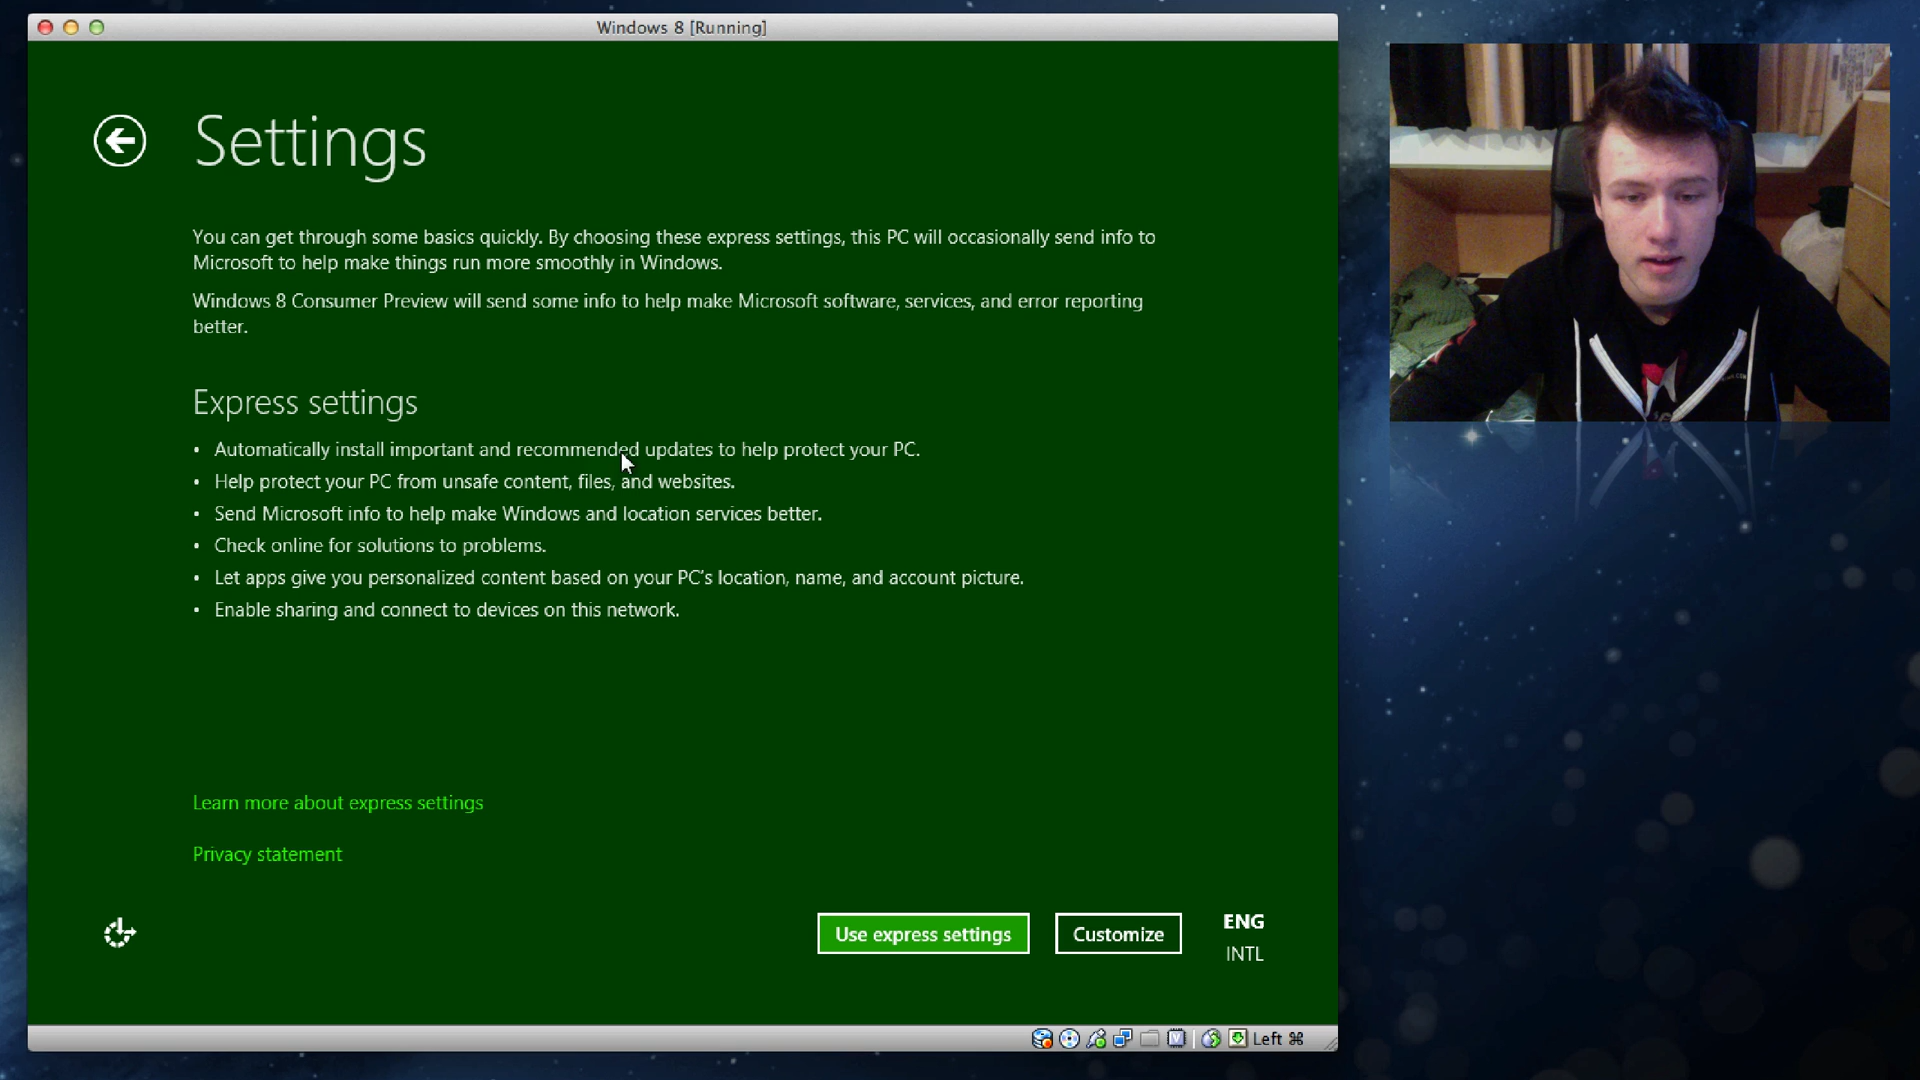 Windows 8 [Running]
Settings
You can get through some basics quickly. By choosing these express settings, this PC will occasionally send info to
Microsoft to help make things run more smoothly in Windows.
Windows 8 Consumer Preview will send some info to help make Microsoft software, services, and error reporting
better.
Express settings
• Automatically install important and recommended updates to help protect your PC.
• Help protect your PC from unsafe content, files, and websites.
• Send Microsoft info to help make Windows and location services better.
• Check online for solutions to problems.
• Let apps give you personalized content based on your PC's location, name, and account picture.
• Enable sharing and connect to devices on this network.
Learn more about express settings
Privacy statement
Use express settings
Customize
ENG
INTL
Left ⌘